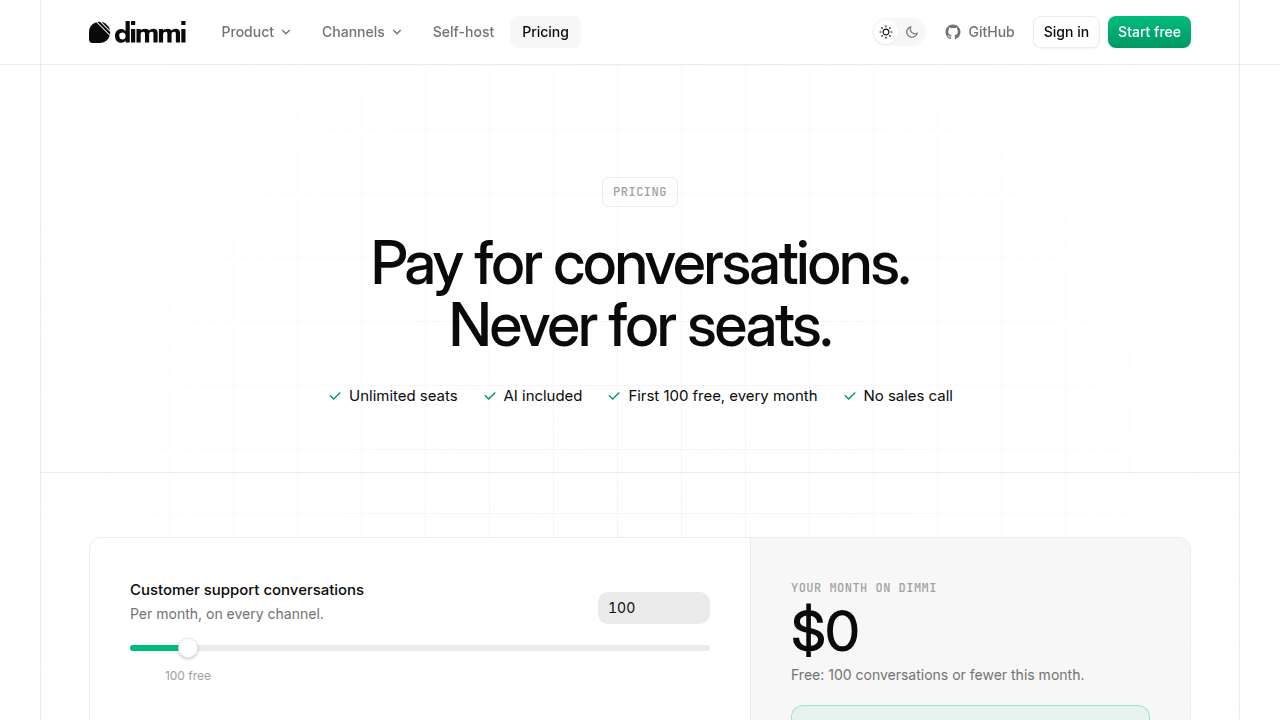 dimmi
Product
Channels
Self-host
Pricing
GitHub
Sign in
Start free
PRICING
Pay for conversations.
Never for seats.
Unlimited seats
AI included
First 100 free, every month
No sales call
Customer support conversations
Per month, on every channel.
100
100 free
YOUR MONTH ON DIMMI
$0
Free: 100 conversations or fewer this month.